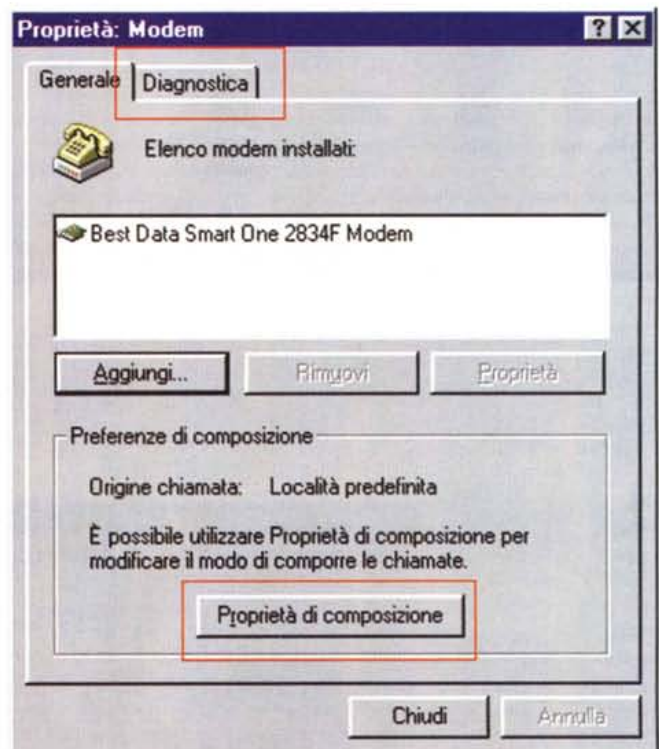 Proprietà: Modem
Generale
Diagnostica
Elenco modem installati:
Best Data Smart One 2834F Modem
Aggiungi...
Rimuovi
Proprietà
Preferenze di composizione
Origine chiamata: Località predefinita
È possibile utilizzare Proprietà di composizione per
modificare il modo di comporre le chiamate.
Proprietà di composizione
Chiudi
Annulla